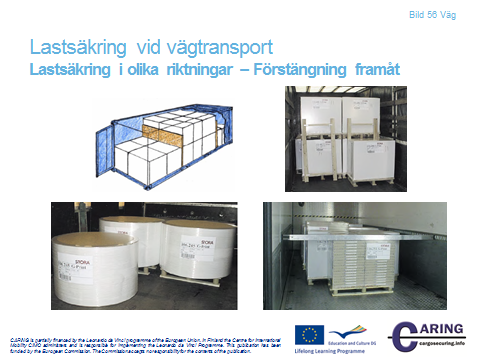 Bild 56 Väg
Lastsäkring vid vägtransport
Lastsäkring i olika riktningar – Förstängning framåt
STORA
STORA
CARING is partially financed by the Leonardo da Vinci programme of the European Union. In Finland the Centre for International
Mobility CIMO administers and is responsible for implementing the Leonardo da Vinci Programme. This publication has been
funded by the European Commission. The Commission accepts no responsibility for the contents of the publication.
Education and Culture DG
Lifelong Learning Programme
CARING
cargosecuring.info